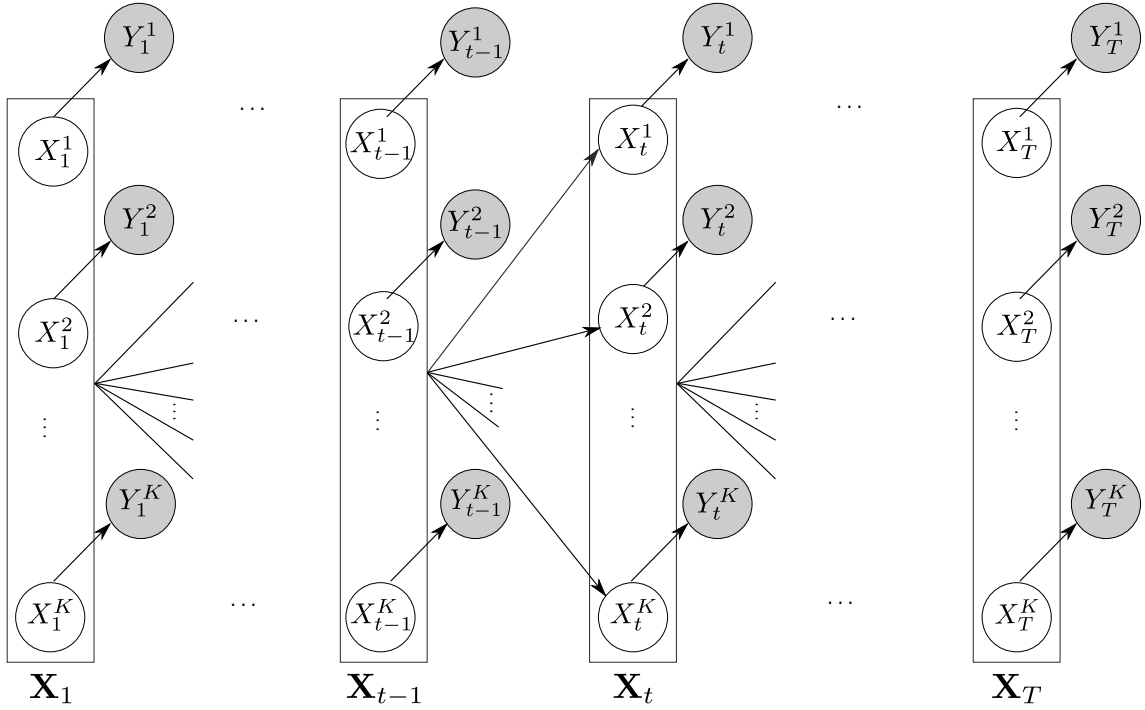 Y_1^1 Y_{t-1}^1 Y_t^1 Y_T^1
X_1^1 ... X_{t-1}^1 X_t^1 ... X_T^1
Y_1^2 Y_{t-1}^2 Y_t^2 Y_T^2
X_1^2 ... X_{t-1}^2 X_t^2 ... X_T^2
Y_1^K Y_{t-1}^K Y_t^K Y_T^K
X_1^K ... X_{t-1}^K X_t^K ... X_T^K
X_1 X_{t-1} X_t X_T